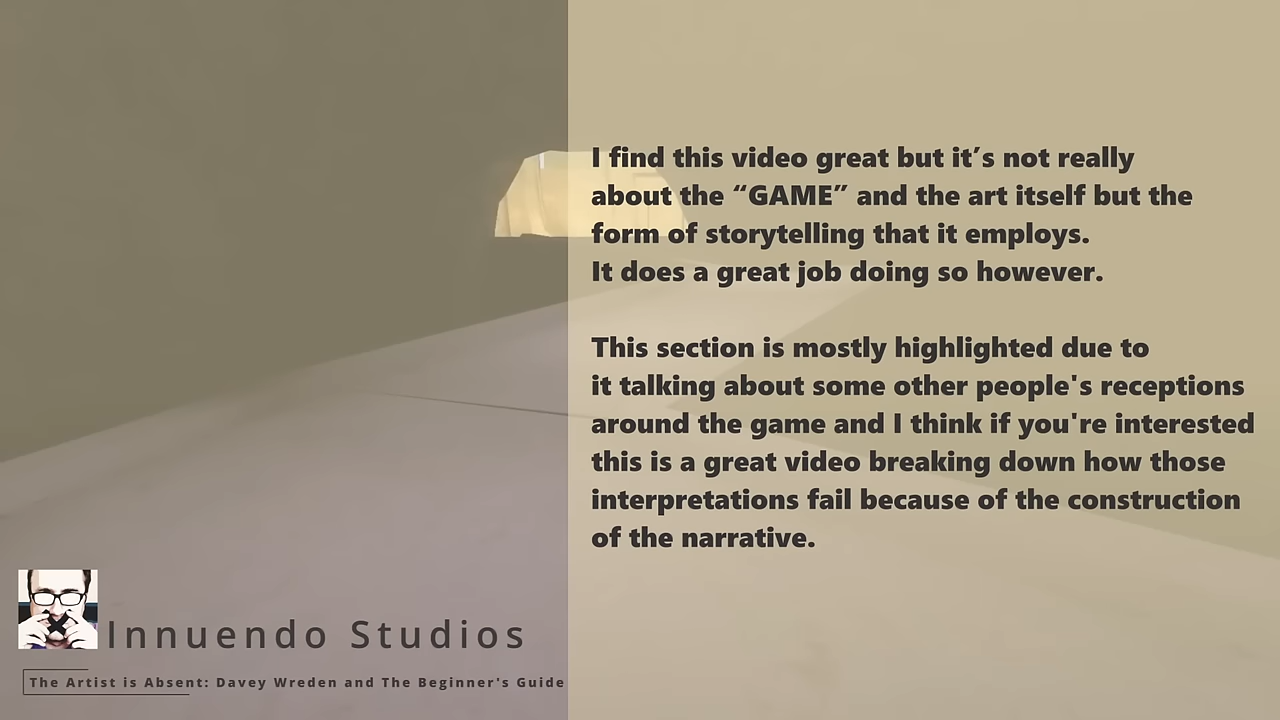 I find this video great but it’s not really
about the “GAME” and the art itself but the
form of storytelling that it employs.
It does a great job doing so however.
This section is mostly highlighted due to
it talking about some other people's receptions
around the game and I think if you're interested
this is a great video breaking down how those
interpretations fail because of the construction
of the narrative.
Innuendo Studios
The Artist is Absent: Davey Wreden and The Beginner's Guide